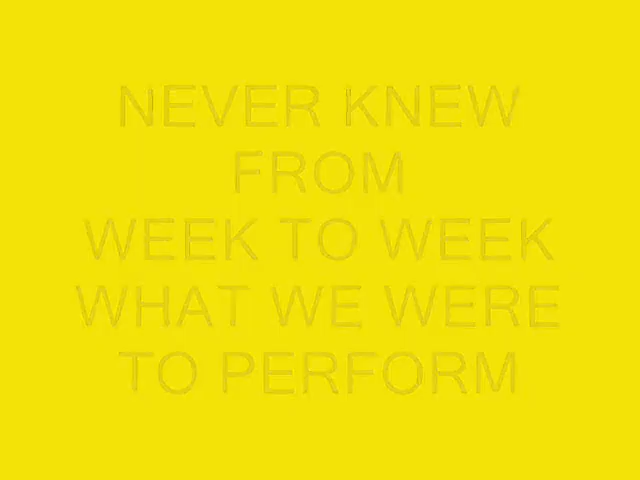 NEVER KNEW
FROM
WEEK TO WEEK
WHAT WE WERE
TO PERFORM